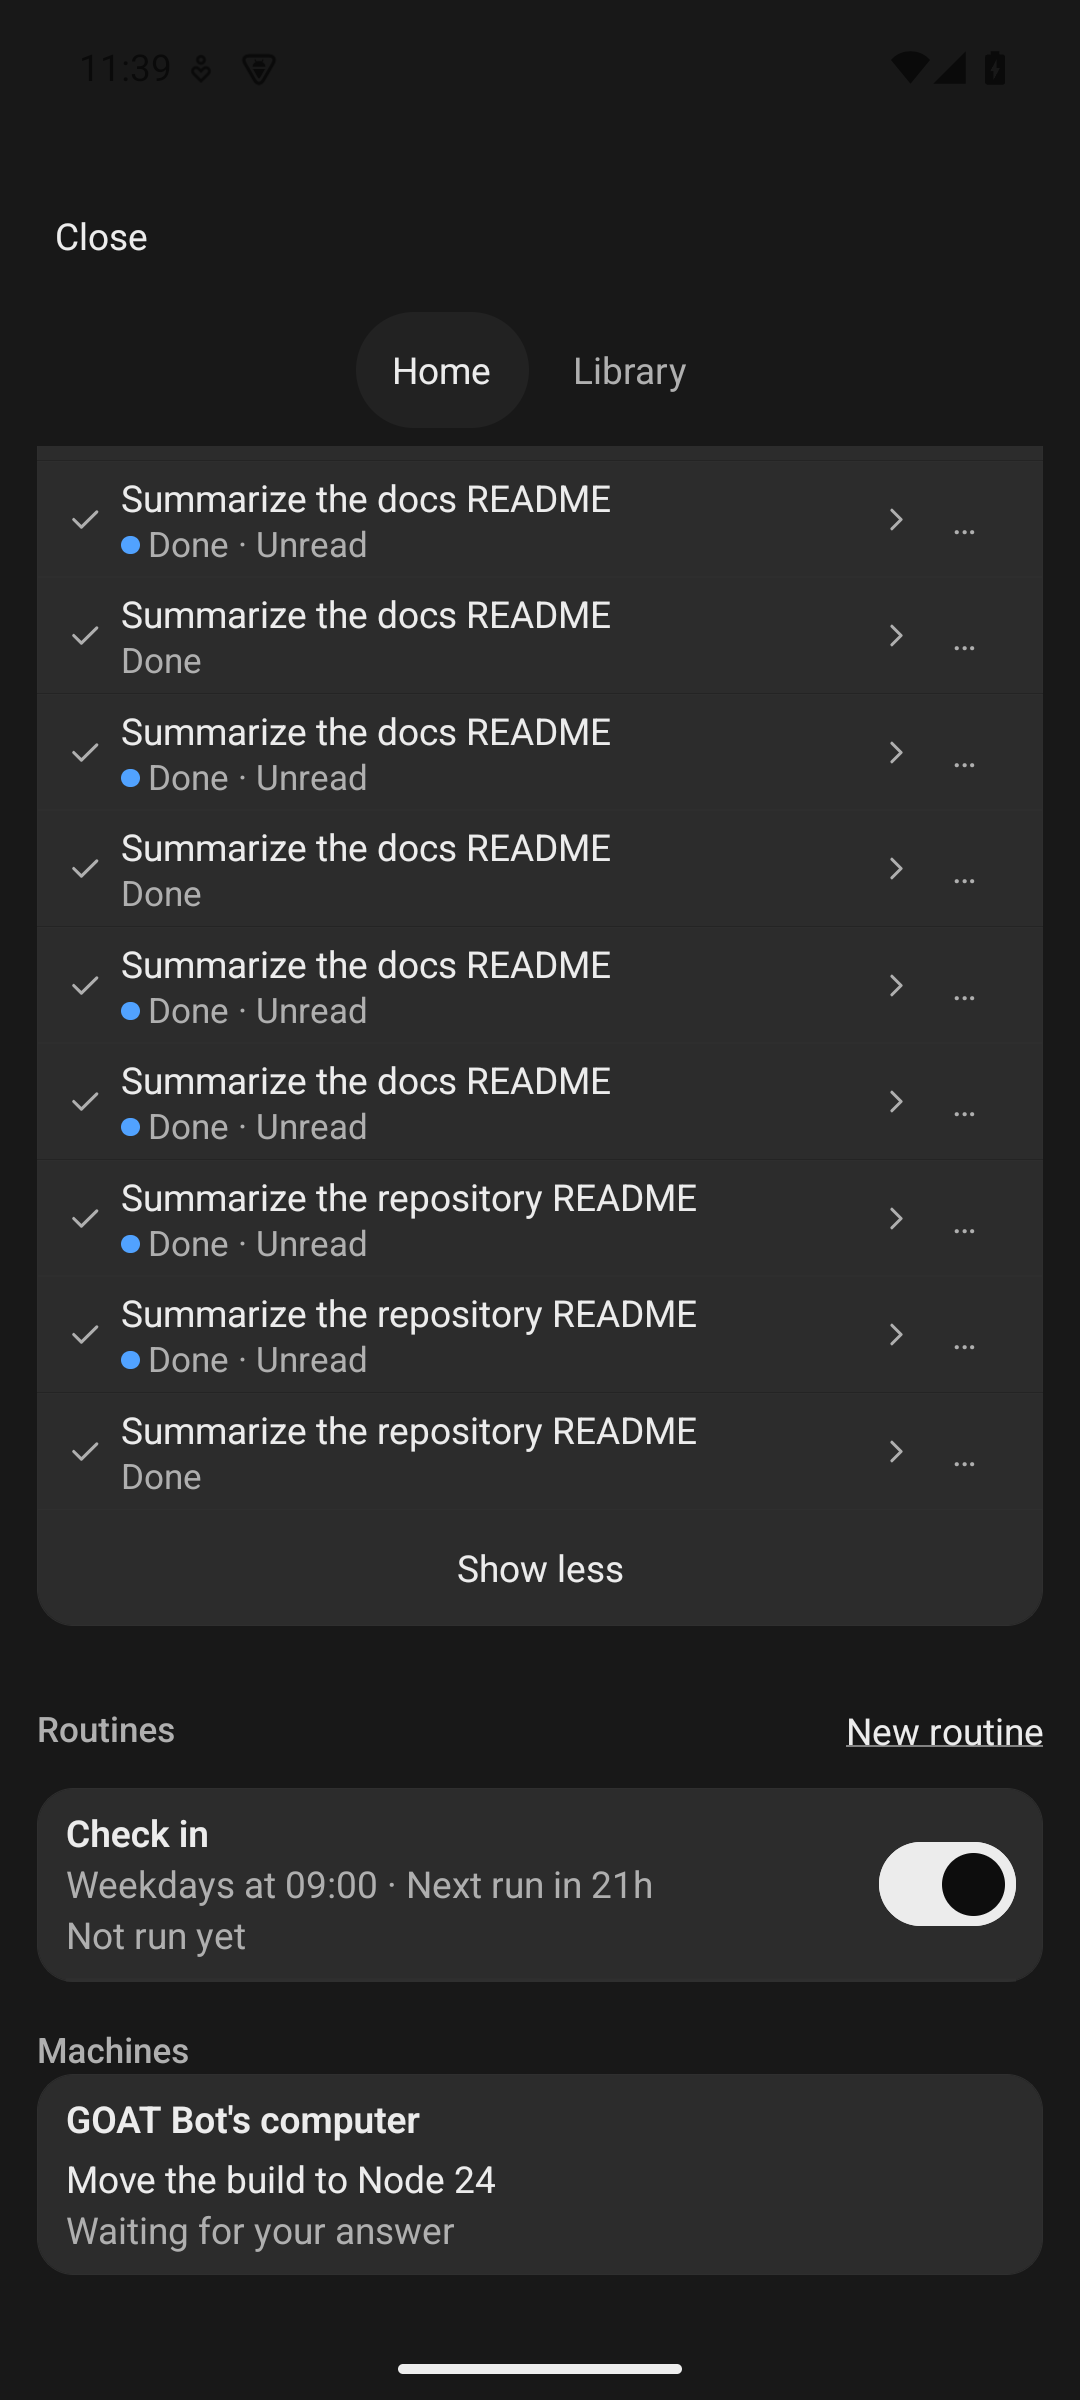 11:39
Close
Home Library
Summarize the docs README
Done · Unread
Summarize the docs README
Done
Summarize the docs README
Done · Unread
Summarize the docs README
Done
Summarize the docs README
Done · Unread
Summarize the docs README
Done · Unread
Summarize the repository README
Done · Unread
Summarize the repository README
Done · Unread
Summarize the repository README
Done
Show less
Routines New routine
Check in
Weekdays at 09:00 · Next run in 21h
Not run yet
Machines
GOAT Bot's computer
Move the build to Node 24
Waiting for your answer